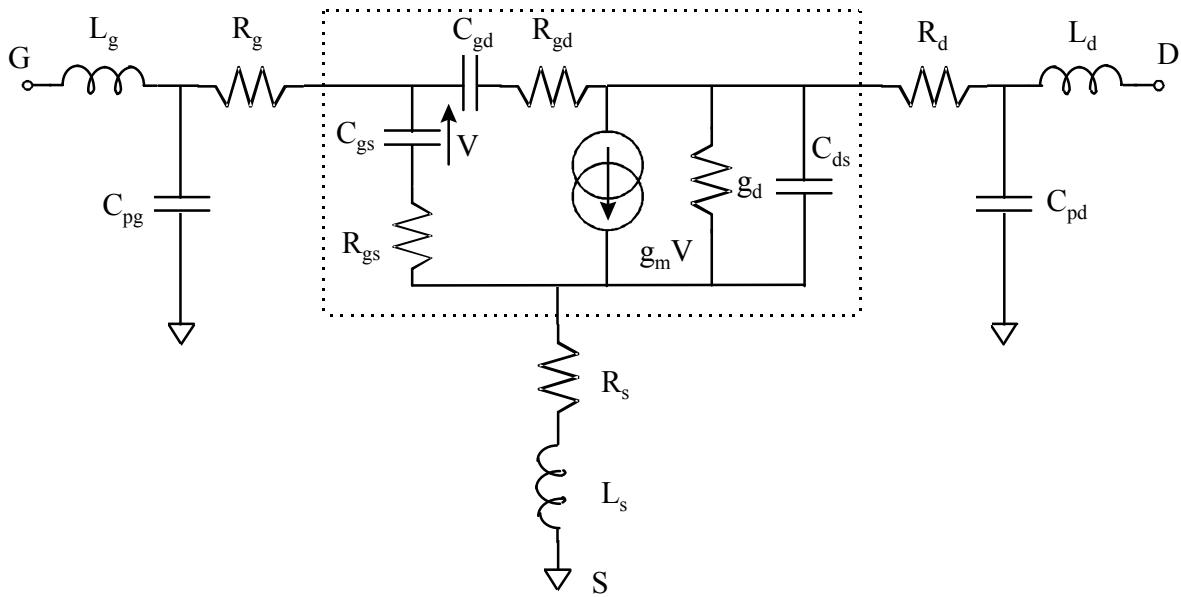 G
L_g
R_g
C_gd
R_gd
R_d
L_d
D
C_gs
V
C_ds
g_d
C_pg
R_gs
g_mV
C_pd
R_s
L_s
S